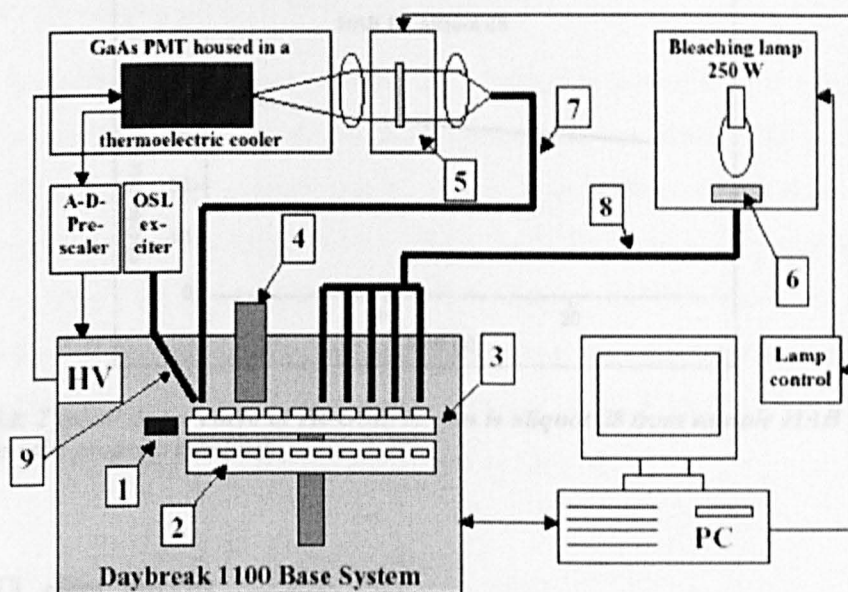 GaAs PMT housed in a
thermoelectric cooler
Bleaching lamp
250 W
7
5
8
6
A-D-
Pre-
scaler
OSL
ex-
citer
4
3
HV
Lamp
control
9
1
2
PC
Daybreak 1100 Base System